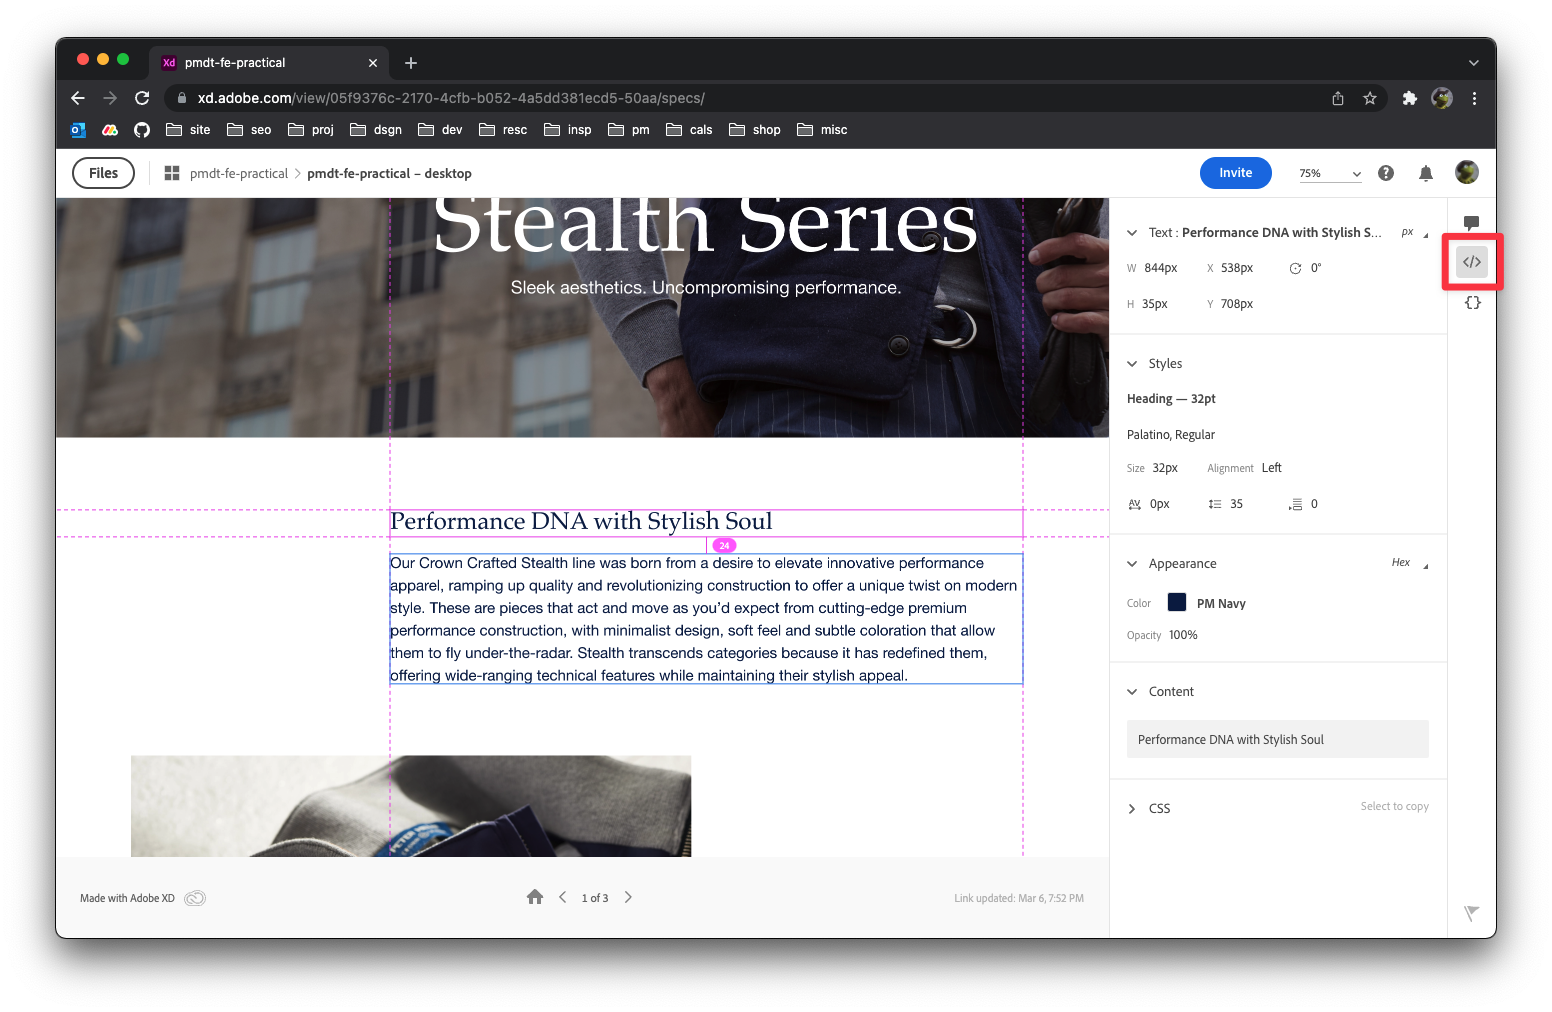 Xd pmdt-fe-practical
xd.adobe.com/view/05f9376c-2170-4cfb-b052-4a5dd381ecd5-50aa/specs/
site seo proj dsgn dev resc insp pm cals shop misc
Files pmdt-fe-practical > pmdt-fe-practical – desktop Invite 75%
Stealth Series
Sleek aesthetics. Uncompromising performance.
Performance DNA with Stylish Soul
24
Our Crown Crafted Stealth line was born from a desire to elevate innovative performance
apparel, ramping up quality and revolutionizing construction to offer a unique twist on modern
style. These are pieces that act and move as you’d expect from cutting-edge premium
performance construction, with minimalist design, soft feel and subtle coloration that allow
them to fly under-the-radar. Stealth transcends categories because it has redefined them,
offering wide-ranging technical features while maintaining their stylish appeal.
Made with Adobe XD
1 of 3
Link updated: Mar 6, 7:52 PM
Text : Performance DNA with Stylish S... px
W 844px X 538px 0°
H 35px Y 708px
Styles
Heading — 32pt
Palatino, Regular
Size 32px Alignment Left
AV 0px 35 0
Appearance Hex
Color PM Navy
Opacity 100%
Content
Performance DNA with Stylish Soul
CSS Select to copy